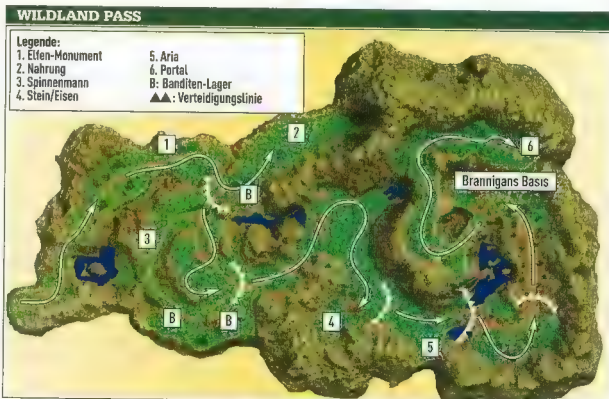 WILDLAND PASS
Legende:
1. Elfen-Monument
2. Nahrung
3. Spinnenmann
4. Stein/Eisen
5. Aria
6. Portal
B: Banditen-Lager
▲▲: Verteidigungslinie
1
2
6
B
Brannigans Basis
3
B
B
4
5